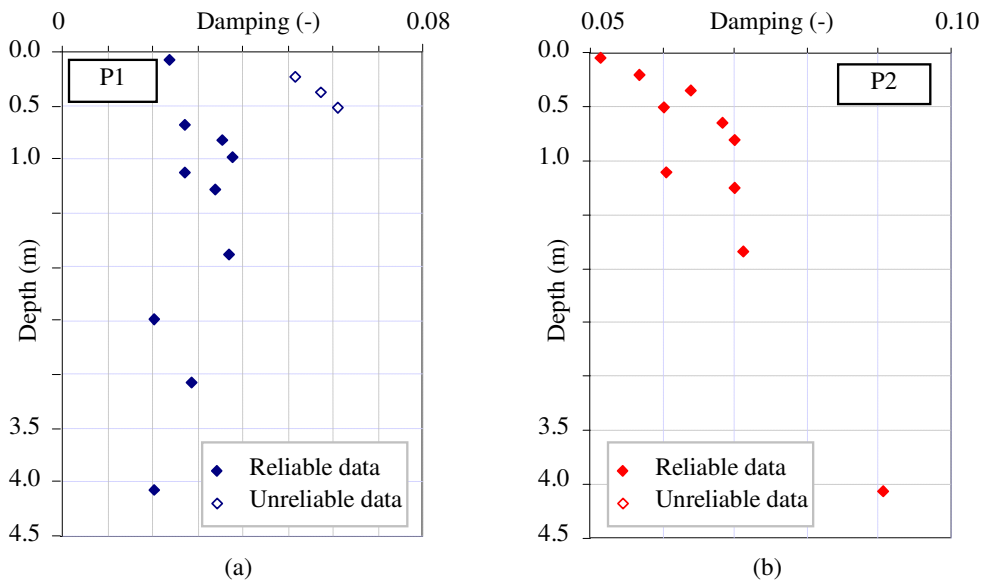 0 Damping (-) 0.08
0.0
P1
0.5
1.0
Depth (m)
3.5
4.0
4.5
Reliable data
Unreliable data
(a)
0.05 Damping (-) 0.10
0.0
P2
0.5
1.0
Depth (m)
3.5
4.0
4.5
Reliable data
Unreliable data
(b)